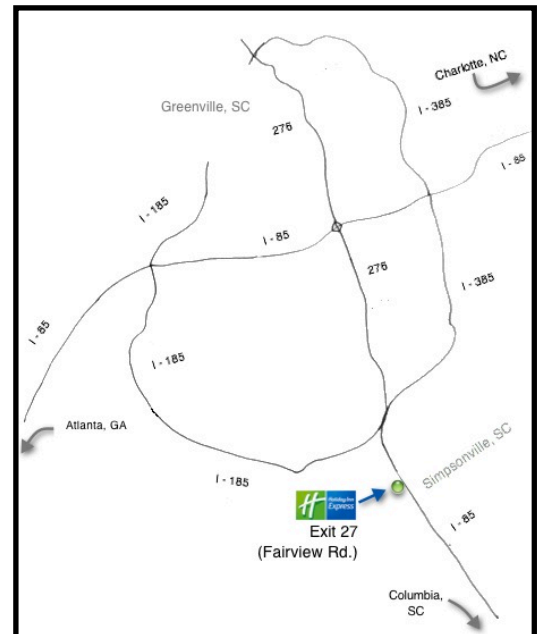 Charlotte, NC
Greenville, SC
I - 385
276
I - 85
I - 185
I - 85
276
I - 385
I - 85
I - 185
Atlanta, GA
Simpsonville, SC
I - 185
H Holiday Inn
Express
Exit 27
(Fairview Rd.)
I - 85
Columbia,
SC